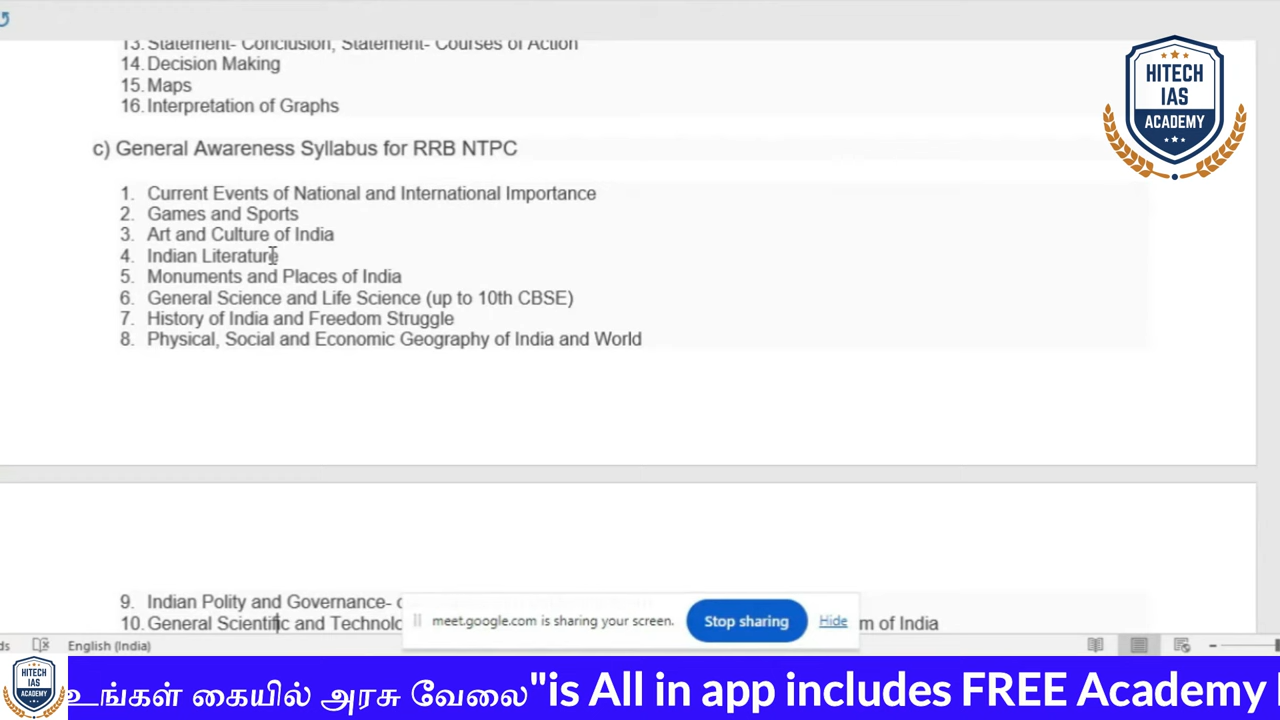 13. Statement- Conclusion, Statement- Courses of Action
14. Decision Making
15. Maps
16. Interpretation of Graphs
HITECH
IAS
ACADEMY
c) General Awareness Syllabus for RRB NTPC
1. Current Events of National and International Importance
2. Games and Sports
3. Art and Culture of India
4. Indian Literature
5. Monuments and Places of India
6. General Science and Life Science (up to 10th CBSE)
7. History of India and Freedom Struggle
8. Physical, Social and Economic Geography of India and World
9. Indian Polity and Governance-
10. General Scientific and
m of India
meet.google.com is sharing your screen. Stop sharing Hide
English (India)
HITECH
IAS
ACADEMY
உங்கள் கையில் அரசு வேலை"is All in app includes FREE Academy